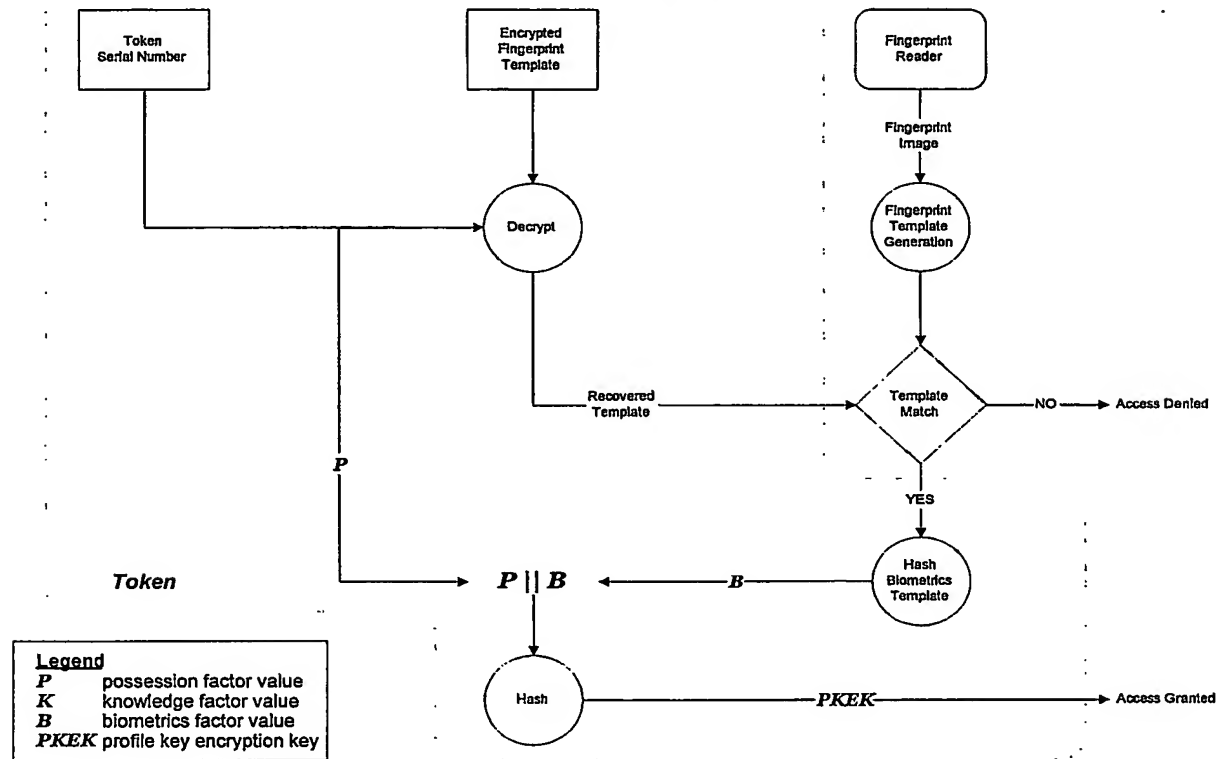 Token
Serial Number
Encrypted
Fingerprint
Template
Fingerprint
Reader
Fingerprint
Image
Decrypt
Fingerprint
Template
Generation
Recovered
Template
Template
Match
NO
Access Denied
P
YES
Token
P || B
B
Hash
Biometrics
Template
Legend
P possession factor value
K knowledge factor value
B biometrics factor value
PKEK profile key encryption key
Hash
PKEK
Access Granted